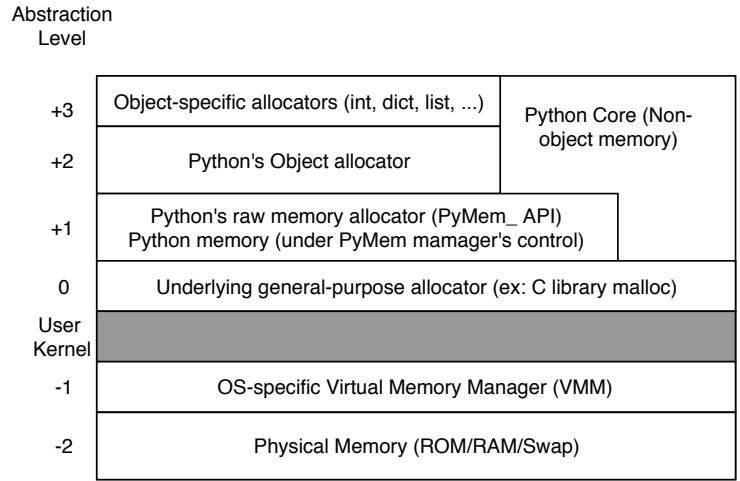 Abstraction
Level
+3
Object-specific allocators (int, dict, list, ...)
Python Core (Non-
object memory)
+2
Python's Object allocator
+1
Python's raw memory allocator (PyMem_ API)
Python memory (under PyMem mamager's control)
0
Underlying general-purpose allocator (ex: C library malloc)
User
Kernel
-1
OS-specific Virtual Memory Manager (VMM)
-2
Physical Memory (ROM/RAM/Swap)